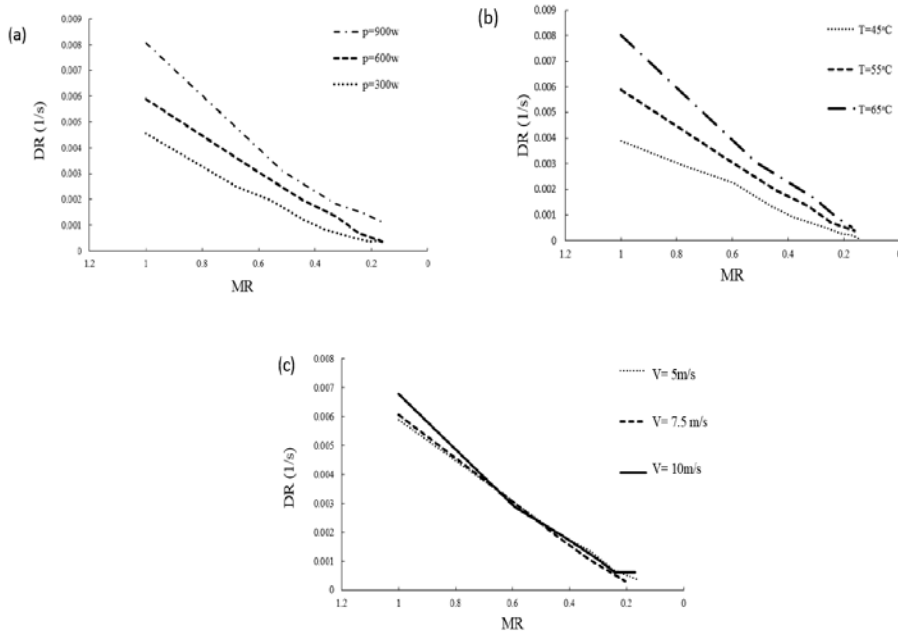 (a)
0.009
0.008
0.007
0.006
0.005
0.004
0.003
0.002
0.001
0
DR (1/s)
1.2 1 0.8 0.6 0.4 0.2 0
MR
p=900w
p=600w
p=300w
(b)
0.009
0.008
0.007
0.006
0.005
0.004
0.003
0.002
0.001
0
DR (1/s)
1.2 1 0.8 0.6 0.4 0.2 0
MR
T=45°C
T=55°C
T=65°C
(c)
0.008
0.007
0.006
0.005
0.004
0.003
0.002
0.001
0
DR (1/s)
1.2 1 0.8 0.6 0.4 0.2 0
MR
V= 5m/s
V= 7.5 m/s
V= 10m/s